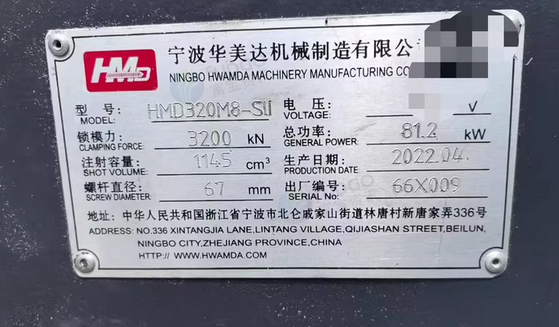 HMD
宁波华美达机械制造有限公
NINGBO HWAMDA MACHINERY MANUFACTURING CO
型号: HMD320M8-SII 电压: V
MODEL: VOLTAGE:
锁模力: 3200 kN 总功率: 81.2 kW
CLAMPING FORCE: GENERAL POWER:
注射容量: 1145 cm³ 生产日期: 2022.04.
SHOT VOLUME: PRODUCTION DATE:
螺杆直径: 67 mm 出厂编号: 66X009
SCREW DIAMETER: SERIAL No:
地址: 中华人民共和国浙江省宁波市北仑戚家山街道林唐村新唐家弄336号
ADDRESS: NO.336 XINTANGJIA LANE,LINTANG VILLAGE,QIJIASHAN STREET,BEILUN,
NINGBO CITY,ZHEJIANG PROVINCE,CHINA
HTTP://WWW.HWAMDA.COM